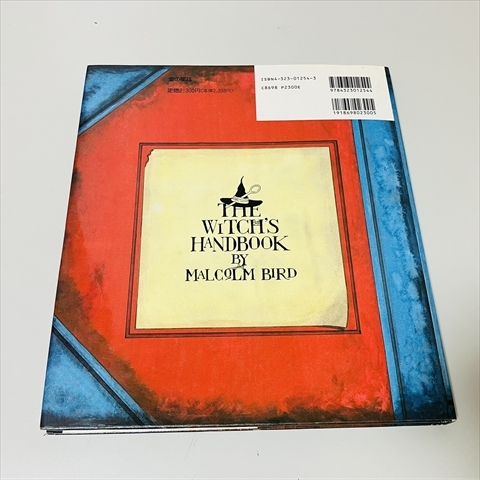 ISBN4-323-01254-3
C8698 P2300E
9784323012544
1918698023005
THE
WiTCH'S
HANDBOOK
BY
MALCOLM BIRD